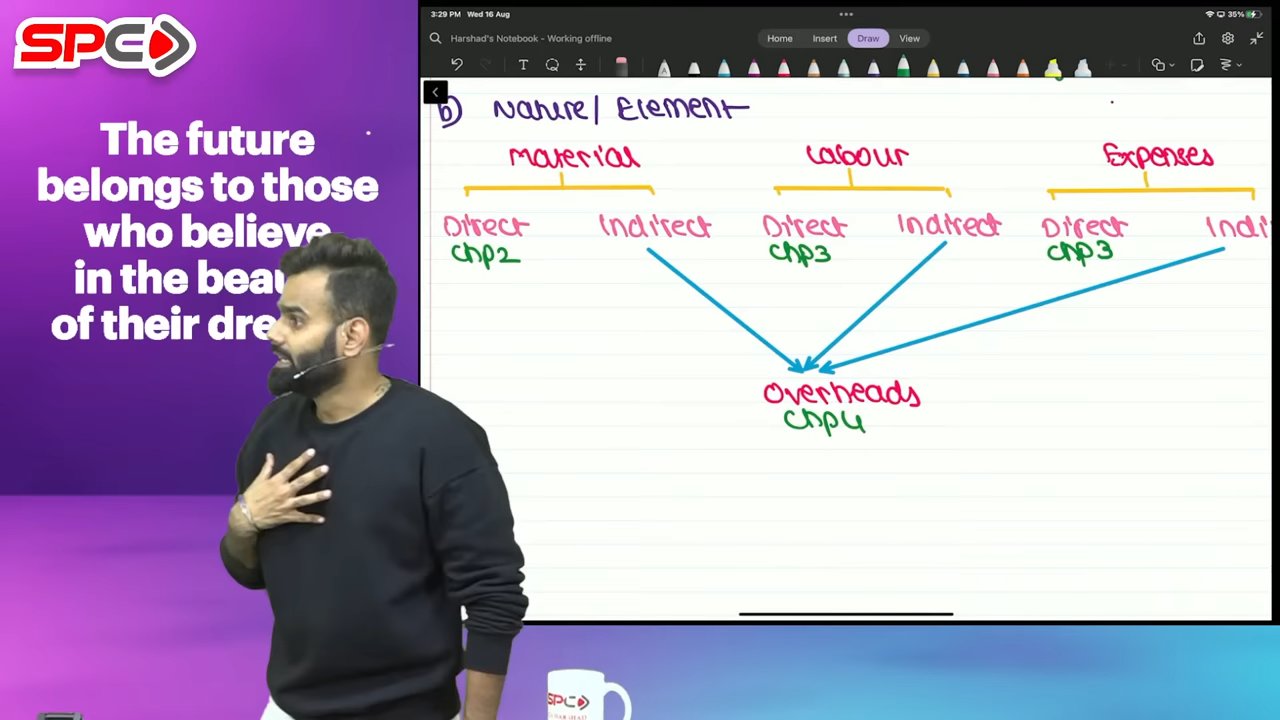 SPC
The future
belongs to those
who believe
in the beau
of their dre
3:29 PM Wed 16 Aug
35%
Harshad's Notebook - Working offline
Home Insert Draw View
b) Nature/ Element
Material Labour Expenses
Direct Indirect Direct Indirect Direct Indi
Chp2 Chp3 Chp3
Overheads
Chp4
SPC